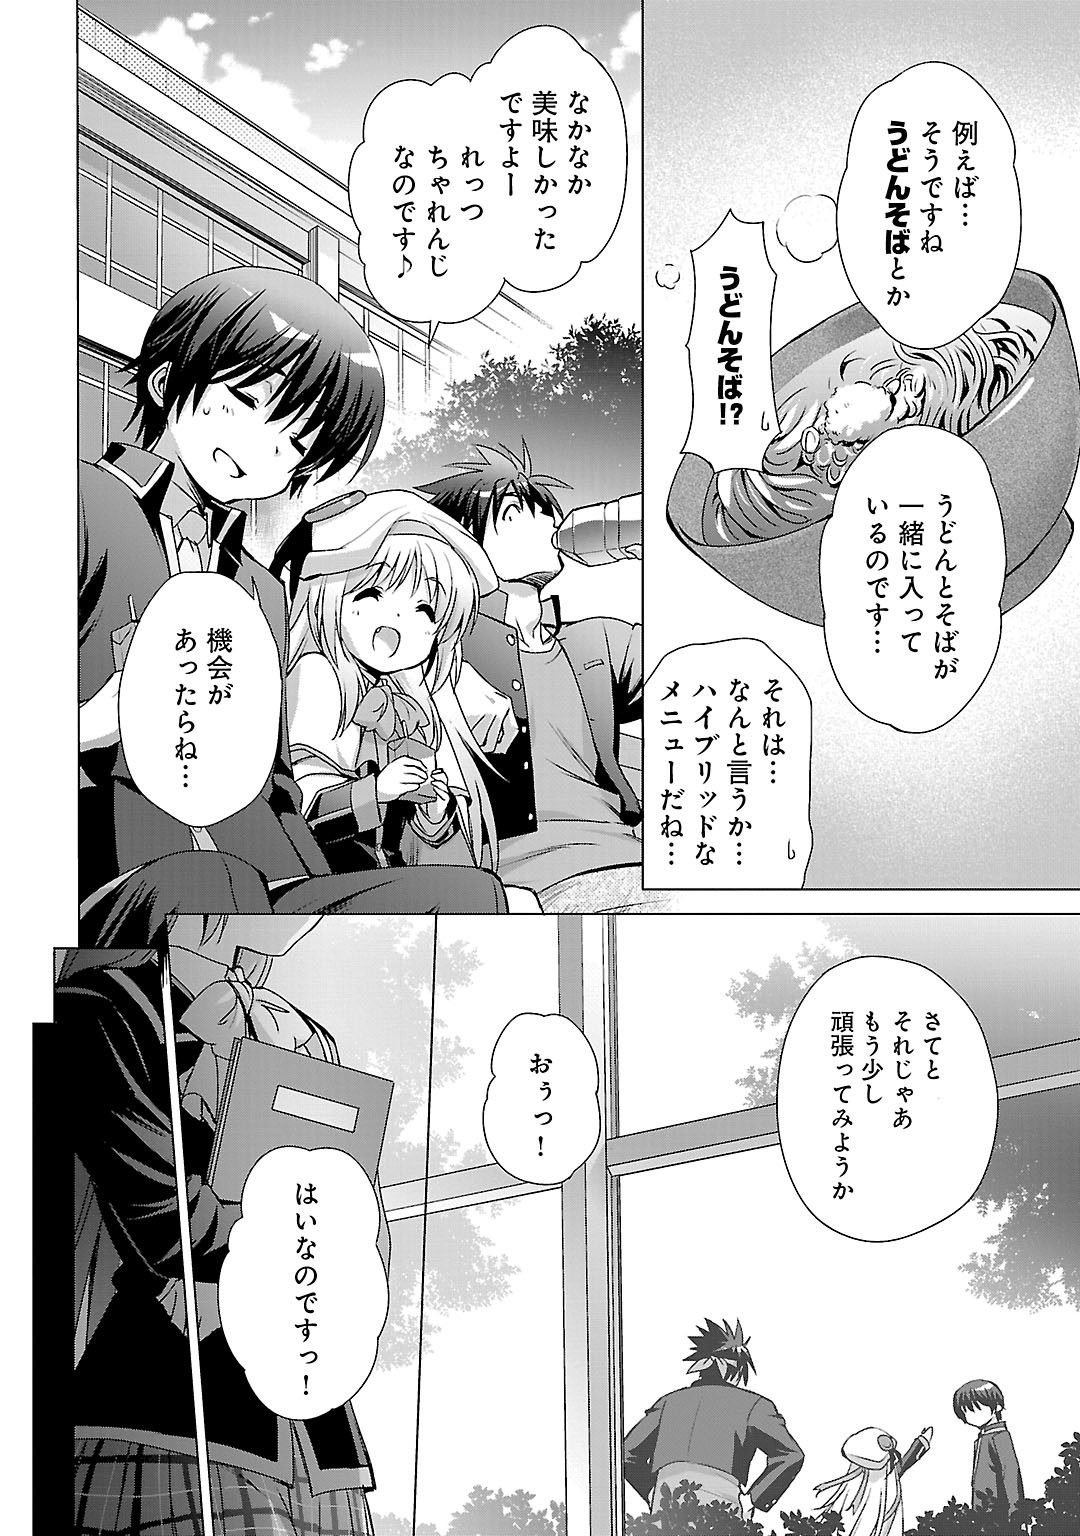 例えば…
そうですね
うどんそばとか
うどんそば!?
うどんとそばが
一緒に入って
いるのです…
それは…
なんと言うか…
ハイブリッドな
メニューだね…
なかなか
美味しかった
ですよー
れっつ
ちゃれんじ
なのです♪
機会が
あったらね…
さてと
それじゃあ
もう少し
頑張ってみようか
おぅっ！
はいなのですっ！